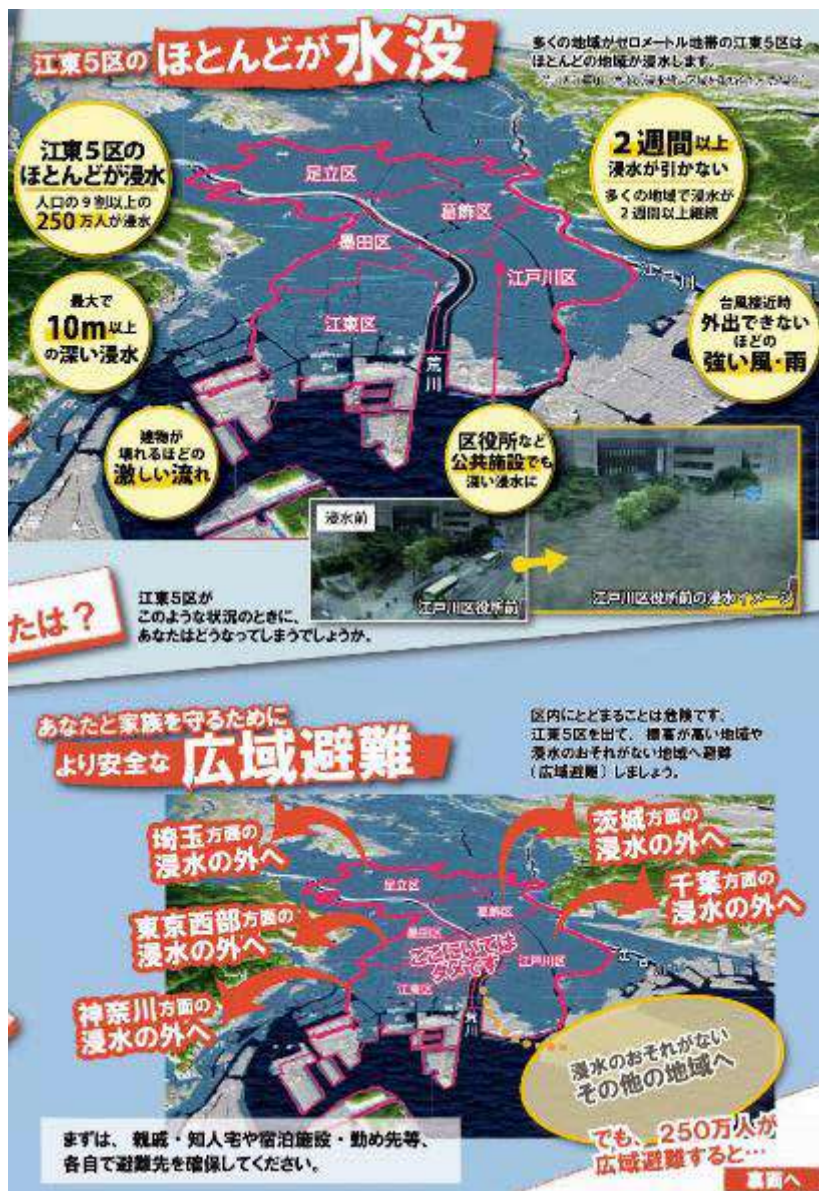 江東5区の ほとんどが水没
多くの地域がゼロメートル地帯の江東5区は
ほとんどの地域が浸水します。
江東5区の
ほとんどが浸水
人口の9割以上の
250万人が浸水
2週間以上
浸水が引かない
多くの地域で浸水が
2週間以上継続
足立区
葛飾区
墨田区
江戸川区
江東区
荒川
江戸川
最大で
10m以上
の深い浸水
台風接近時
外出できない
ほどの
強い風・雨
建物が
壊れるほどの
激しい流れ
区役所など
公共施設でも
深い浸水に
浸水前
江戸川区役所前
江戸川区役所前の浸水イメージ
たは？
江東5区が
このような状況のときに、
あなたはどうなってしまうでしょうか。
あなたと家族を守るために
より安全な 広域避難
区内にとどまることは危険です。
江東5区を出て、標高が高い地域や
浸水のおそれがない地域へ避難
(広域避難)しましょう。
埼玉方面の
浸水の外へ
茨城方面の
浸水の外へ
東京西部方面の
浸水の外へ
千葉方面の
浸水の外へ
神奈川方面の
浸水の外へ
足立区
葛飾区
墨田区
ここにいては
ダメです
江戸川区
江東区
荒川
浸水のおそれがない
その他の地域へ
まずは、親戚・知人宅や宿泊施設・勤め先等、
各自で避難先を確保してください。
でも、250万人が
広域避難すると…
裏面へ